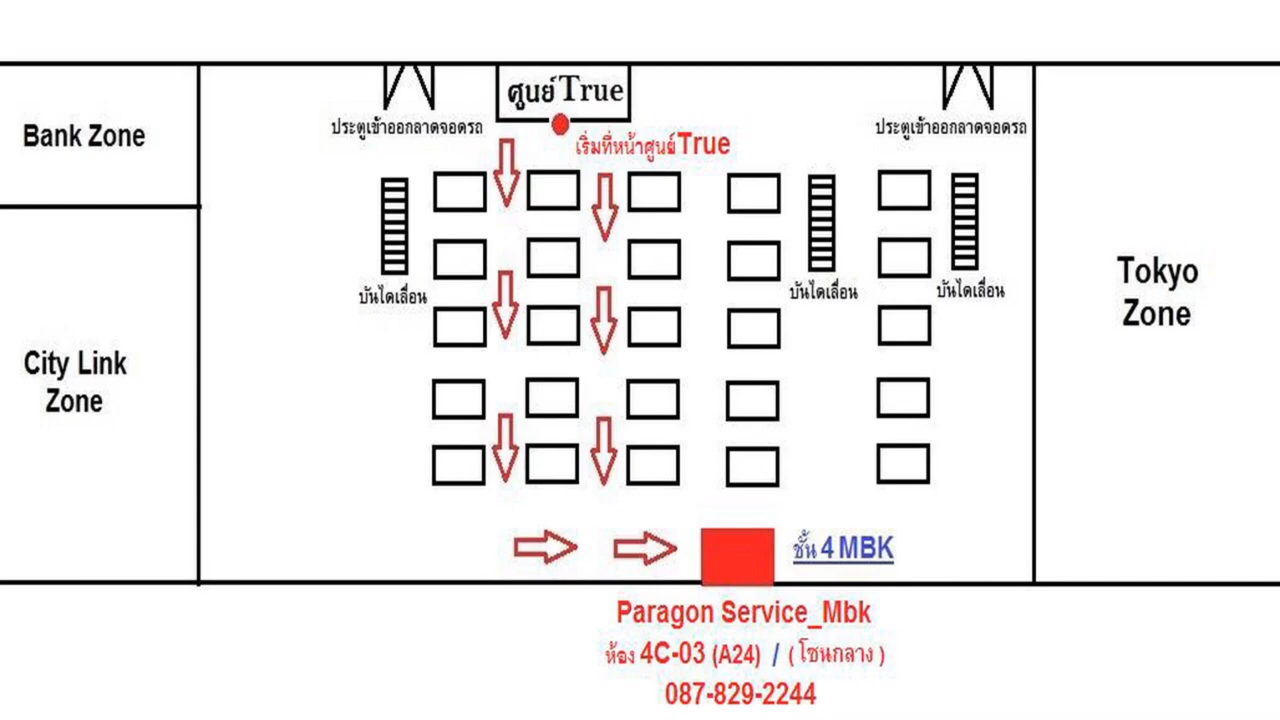 ศูนย์True
Bank Zone
ประตูเข้าออกลาดจอดรถ
เริ่มที่หน้าศูนย์True
ประตูเข้าออกลาดจอดรถ
บันไดเลื่อน
บันไดเลื่อน
บันไดเลื่อน
Tokyo
Zone
City Link
Zone
ชั้น 4 MBK
Paragon Service_Mbk
ห้อง 4C-03 (A24) / (โซนกลาง)
087-829-2244